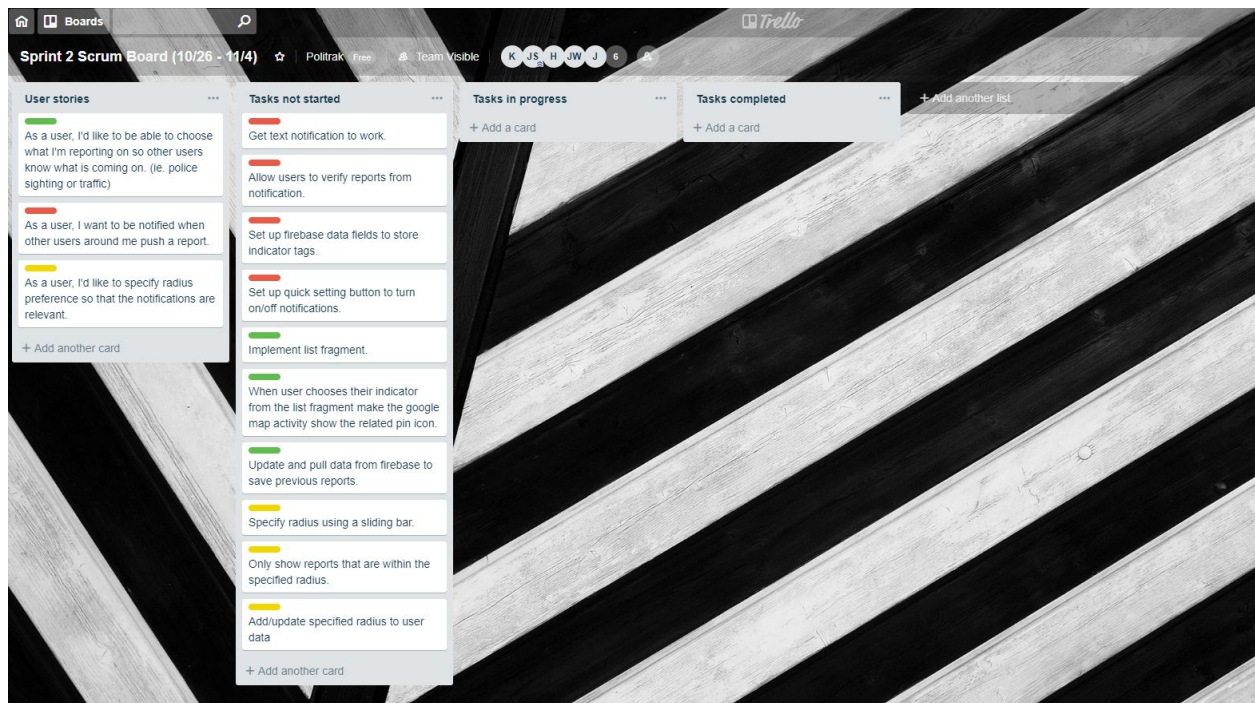 Boards
Trello
Sprint 2 Scrum Board (10/26 - 11/4)
Politrak
Free
Team Visible
K
JS
H
JW
J
6
User stories
As a user, I'd like to be able to choose
what I'm reporting on so other users
know what is coming on. (ie. police
sighting or traffic)
As a user, I want to be notified when
other users around me push a report.
As a user, I'd like to specify radius
preference so that the notifications are
relevant.
+ Add another card
Tasks not started
Get text notification to work.
Allow users to verify reports from
notification.
Set up firebase data fields to store
indicator tags.
Set up quick setting button to turn
on/off notifications.
Implement list fragment.
When user chooses their indicator
from the list fragment make the google
map activity show the related pin icon.
Update and pull data from firebase to
save previous reports.
Specify radius using a sliding bar.
Only show reports that are within the
specified radius.
Add/update specified radius to user
data
+ Add another card
Tasks in progress
+ Add a card
Tasks completed
+ Add a card
+ Add another list